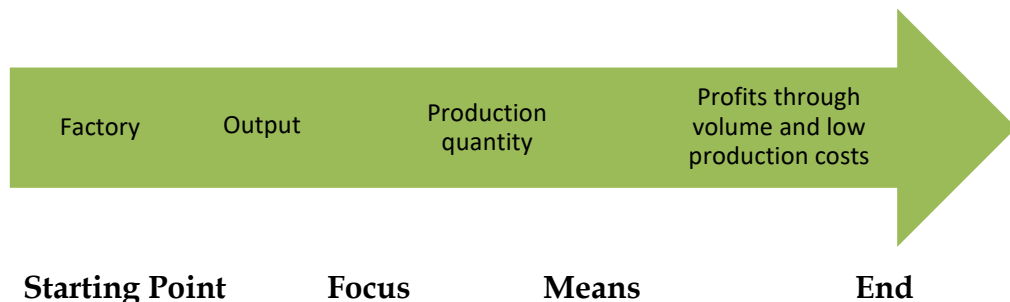 Factory
Output
Production
quantity
Profits through
volume and low
production costs
Starting Point Focus Means End